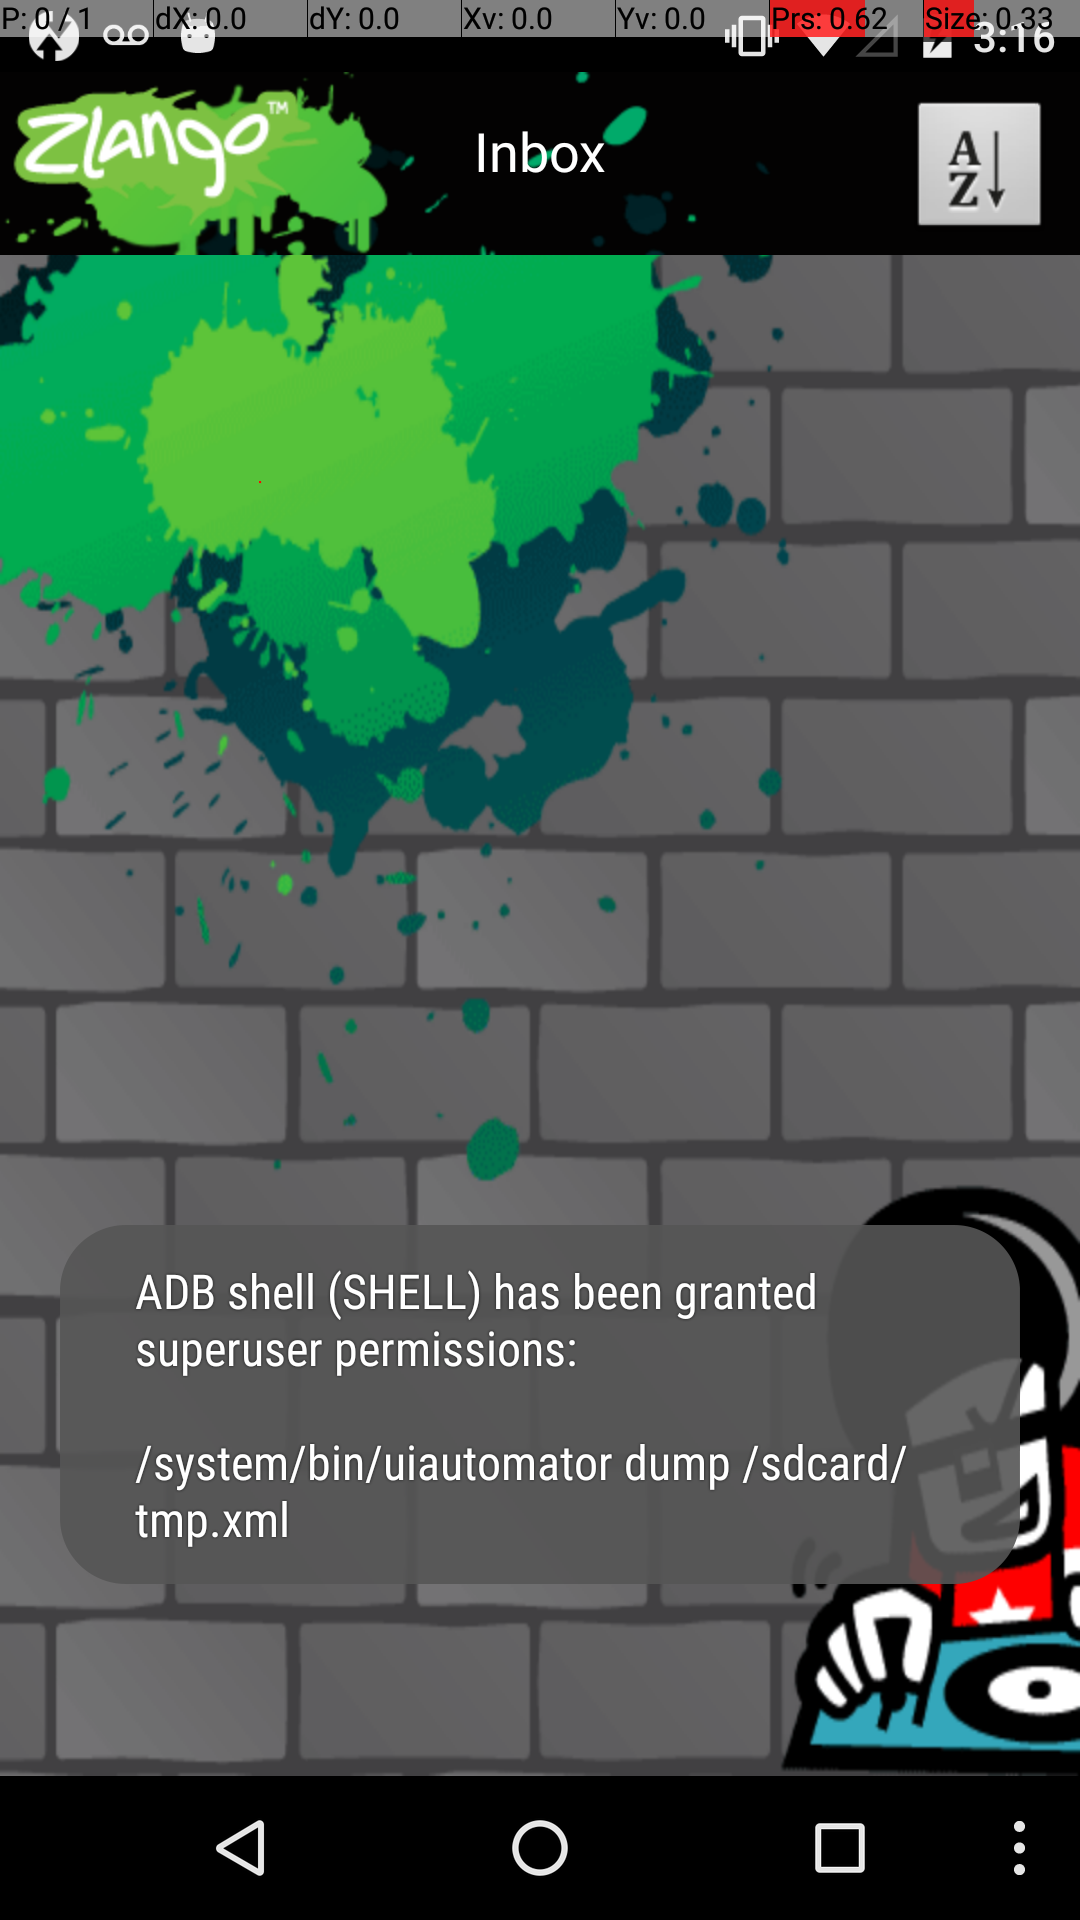 P: 0 / 1 dX: 0.0 dY: 0.0 Xv: 0.0 Yv: 0.0 Prs: 0.62 Size: 0.33
3:16
Zlango™
Inbox
A
Z
ADB shell (SHELL) has been granted
superuser permissions:
/system/bin/uiautomator dump /sdcard/
tmp.xml